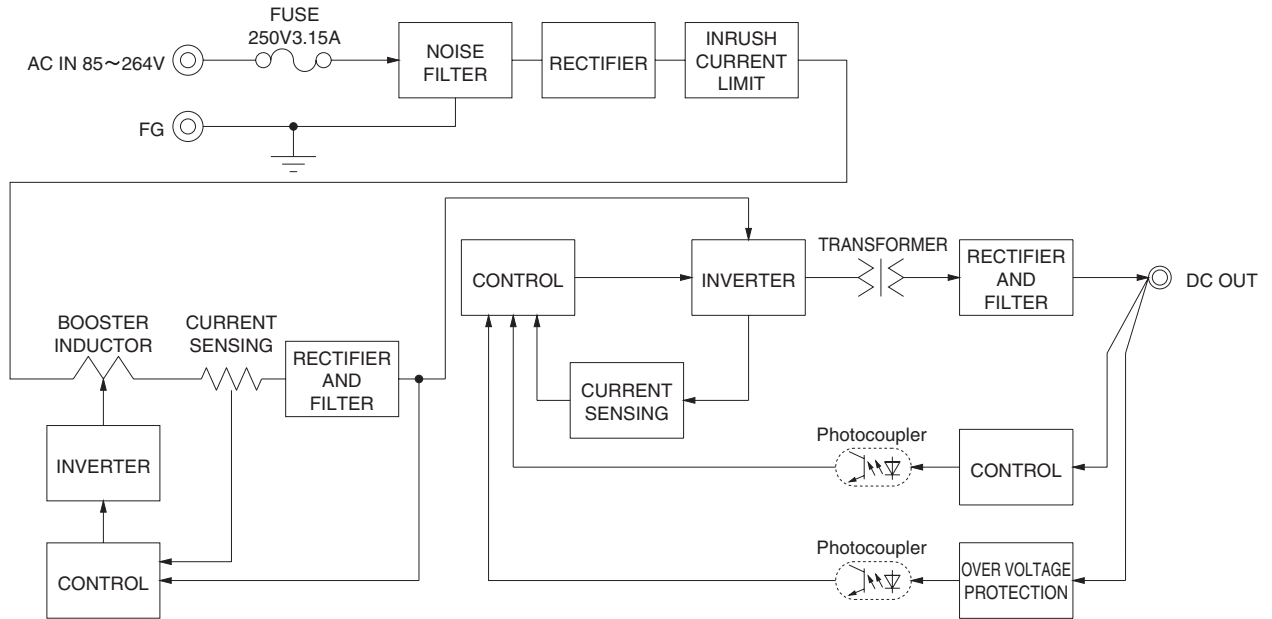 FUSE
250V3.15A
AC IN 85～264V
NOISE
FILTER
RECTIFIER
INRUSH
CURRENT
LIMIT
FG
TRANSFORMER
CONTROL
INVERTER
RECTIFIER
AND
FILTER
DC OUT
BOOSTER
INDUCTOR
CURRENT
SENSING
RECTIFIER
AND
FILTER
CURRENT
SENSING
Photocoupler
CONTROL
INVERTER
Photocoupler
OVER VOLTAGE
PROTECTION
CONTROL